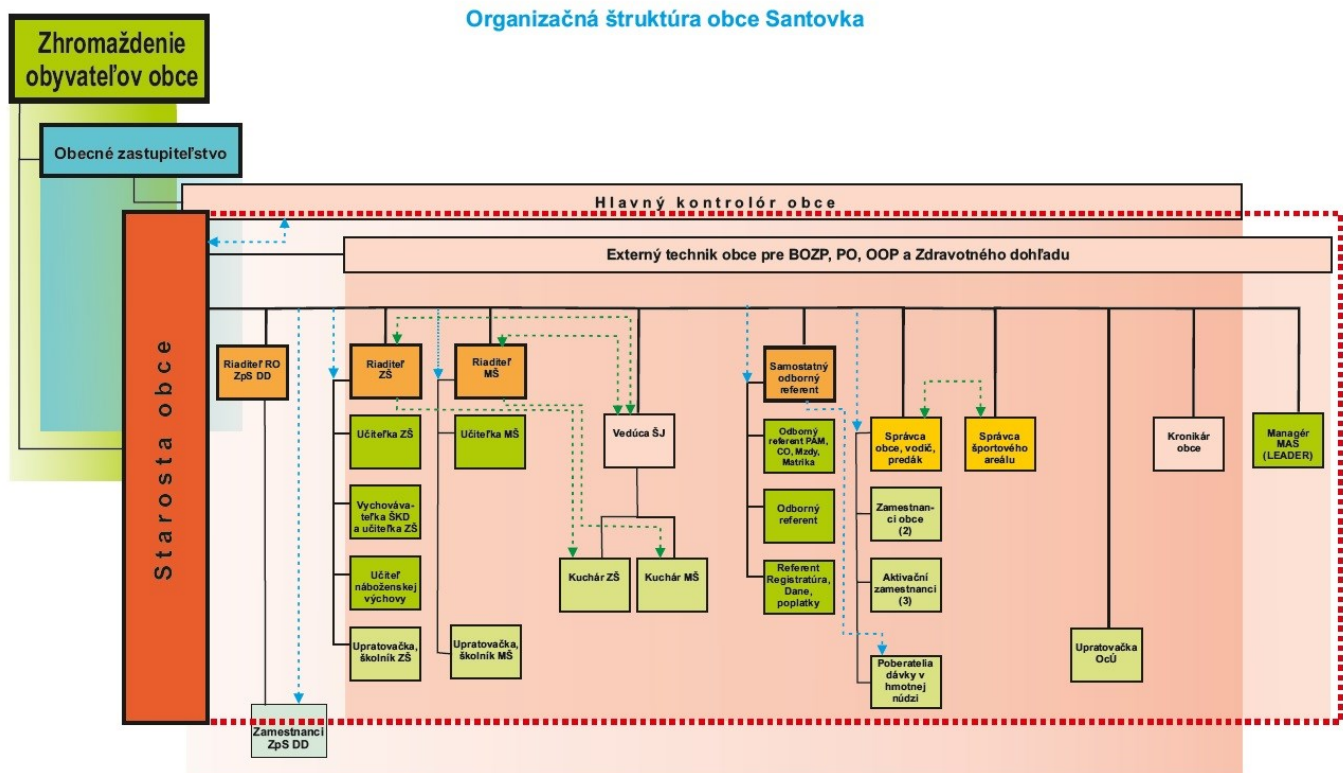 Organizačná štruktúra obce Santovka
Zhromaždenie
obyvateľov obce
Obecné zastupiteľstvo
Hlavný kontrolór obce
Externý technik obce pre BOZP, PO, OOP a Zdravotného dohľadu
Starosta obce
Riaditeľ RO
ZpS DD
Riaditeľ
ZŠ
Riaditeľ
MŠ
Samostatný
odborný
referent
Učiteľka ZŠ
Učiteľka MŠ
Vedúca ŠJ
Odborný
referent PAM,
CO, Mzdy,
Matrika
Správca
obce, vodič,
predák
Správca
športového
areálu
Kronikár
obce
Managér
MAS
(LEADER)
Vychováva-
teľka ŠKD
a učiteľka ZŠ
Odborný
referent
Zamestnan-
ci obce
(2)
Učiteľ
náboženskej
výchovy
Kuchár ZŠ
Kuchár MŠ
Referent
Registratúra,
Dane,
poplatky
Aktivační
zamestnanci
(3)
Upratovačka,
školník ZŠ
Upratovačka,
školník MŠ
Poberatelia
dávky v
hmotnej
núdzi
Upratovačka
OcÚ
Zamestnanci
ZpS DD